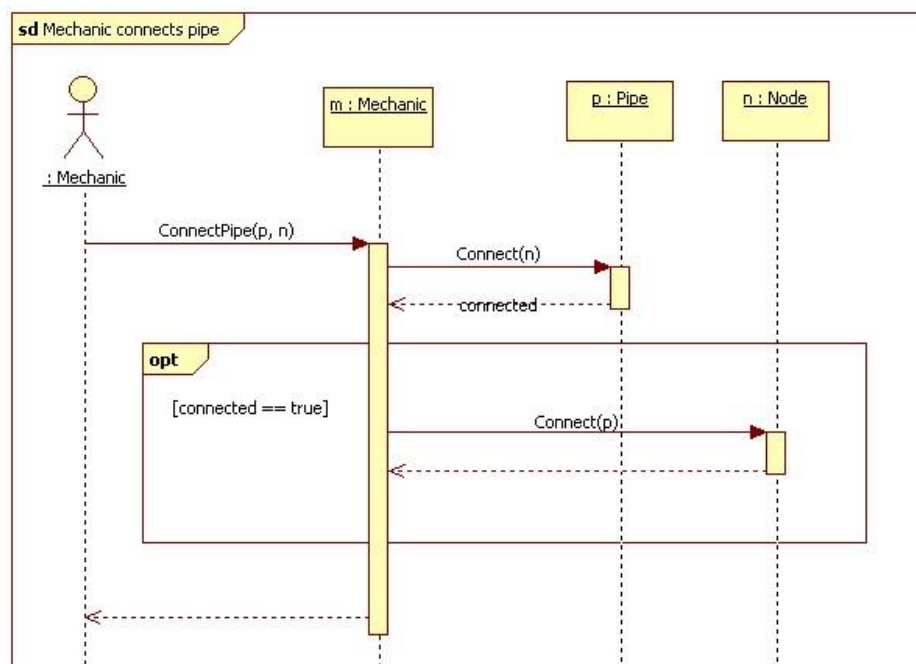 sd Mechanic connects pipe
: Mechanic
m : Mechanic
p : Pipe
n : Node
ConnectPipe(p, n)
Connect(n)
connected
opt
[connected == true]
Connect(p)